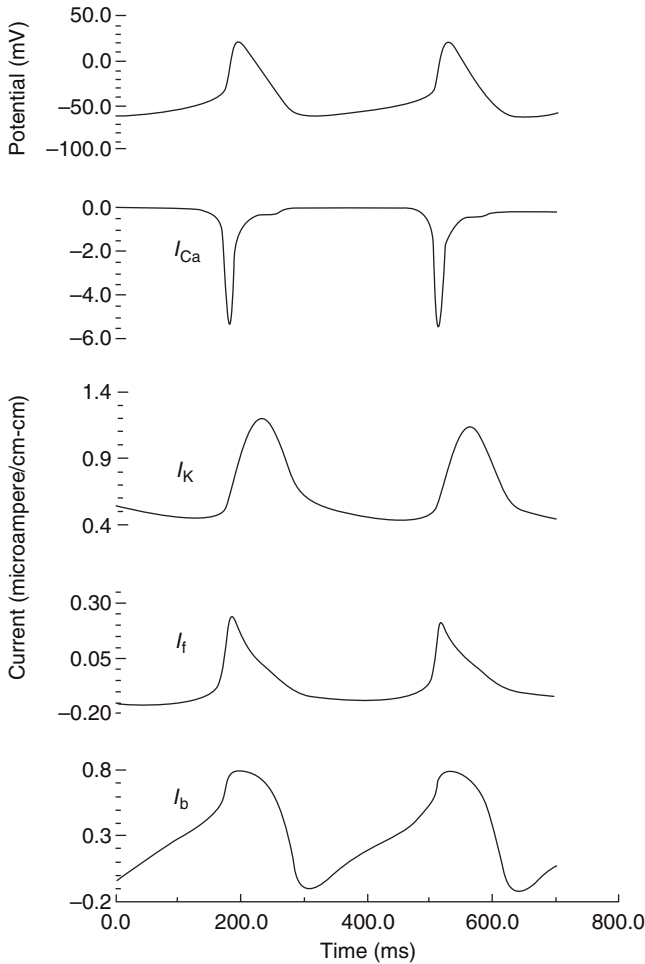 Potential (mV)
50.0
0.0
−50.0
−100.0
Current (microampere/cm-cm)
0.0
−2.0
−4.0
−6.0
I_Ca
1.4
0.9
0.4
I_K
0.30
0.05
−0.20
I_f
0.8
0.3
−0.2
I_b
0.0 200.0 400.0 600.0 800.0
Time (ms)